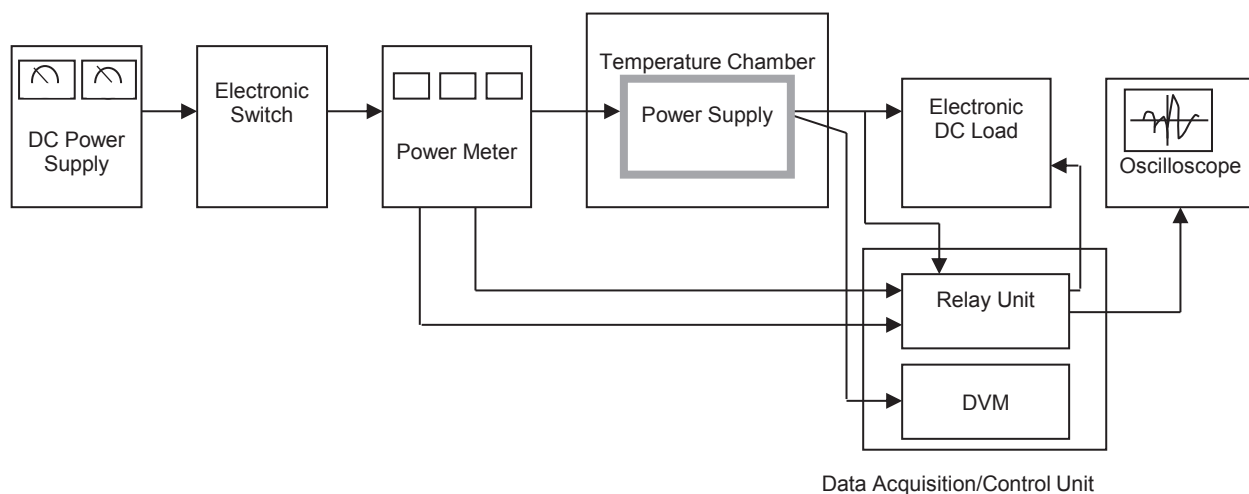 DC Power
Supply
Electronic
Switch
Power Meter
Temperature Chamber
Power Supply
Electronic
DC Load
Oscilloscope
Relay Unit
DVM
Data Acquisition/Control Unit